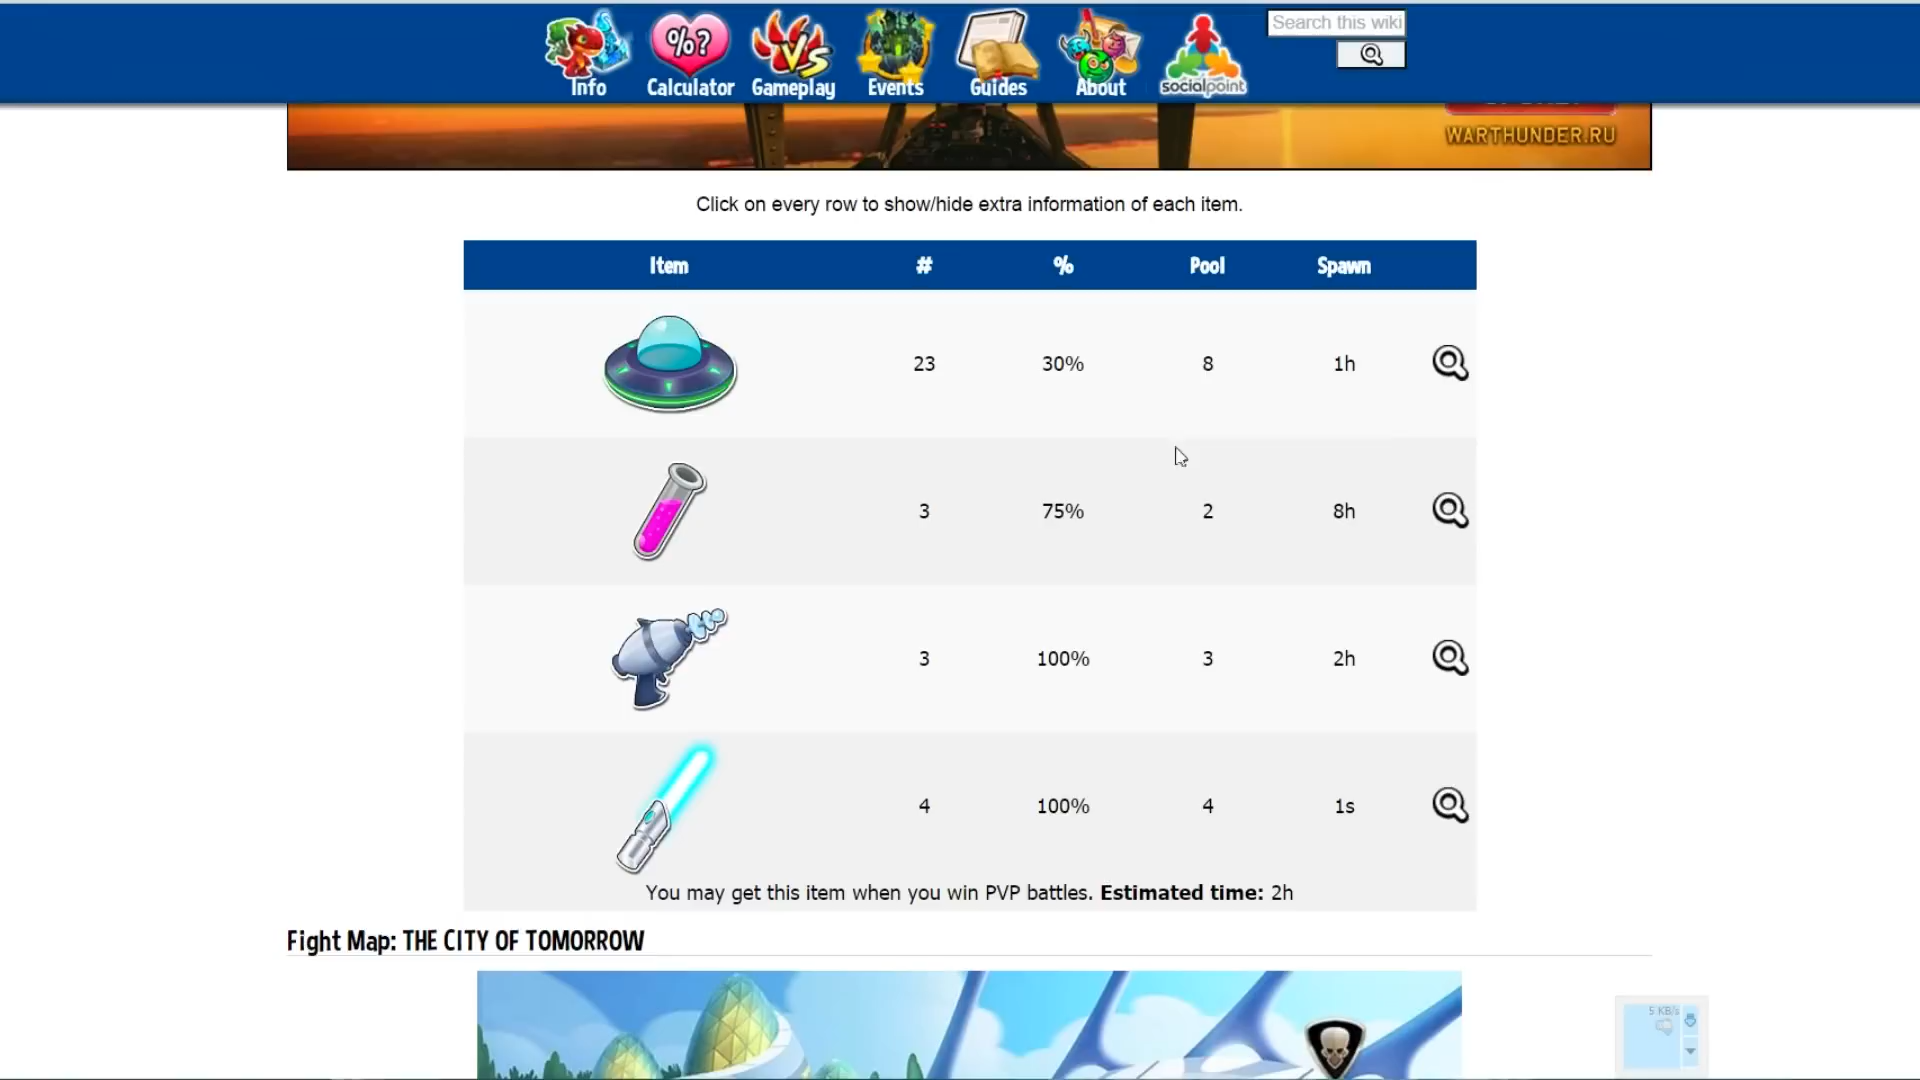 Search this wiki
%?
VS
Info Calculator Gameplay Events Guides About socialpoint
WARTHUNDER.RU
Click on every row to show/hide extra information of each item.
Item # % Pool Spawn
23 30% 8 1h
3 75% 2 8h
3 100% 3 2h
4 100% 4 1s
You may get this item when you win PVP battles. Estimated time: 2h
Fight Map: THE CITY OF TOMORROW
5 KB/s